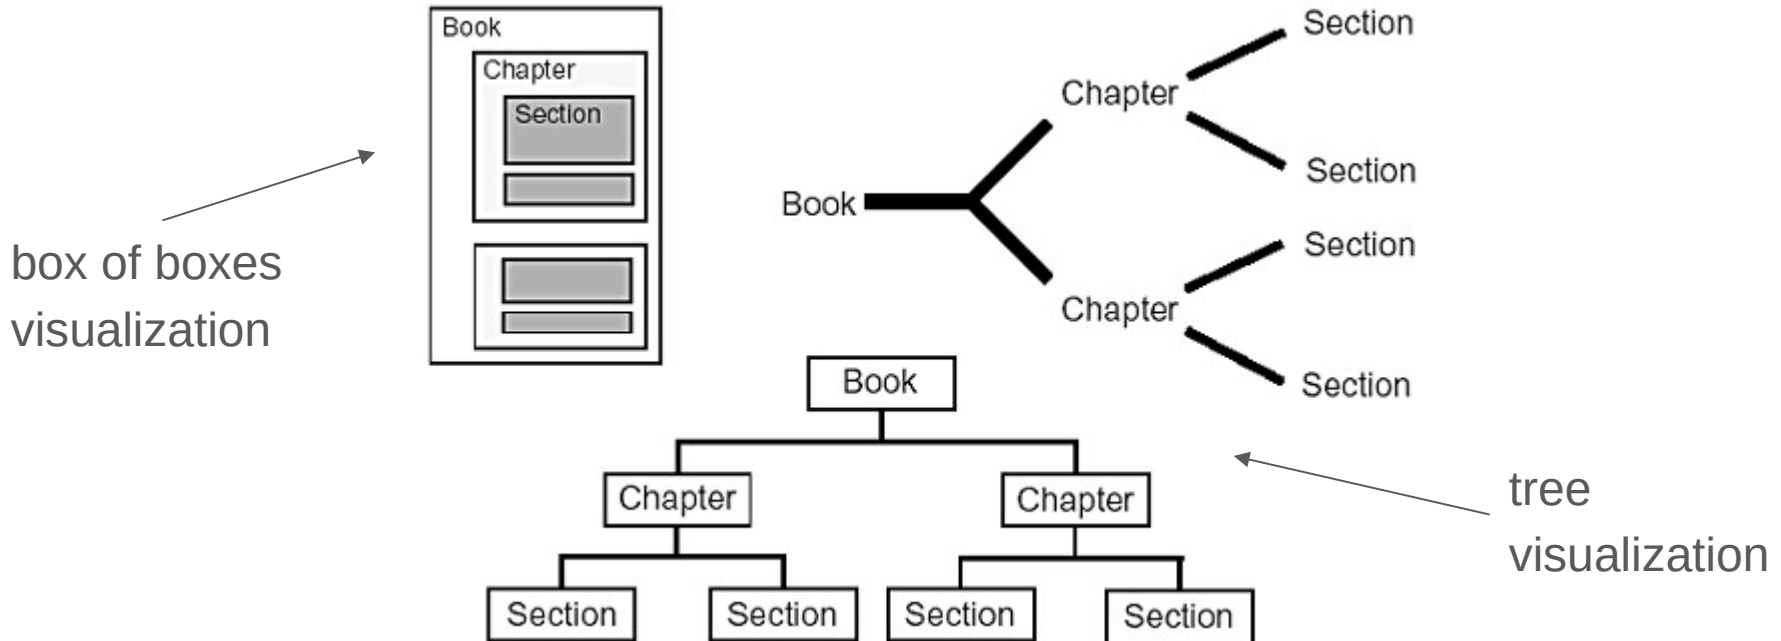 Book
Chapter
Section
box of boxes
visualization
Section
Chapter
Section
Book
Section
Chapter
Section
Book
Chapter
Chapter
Section
Section
Section
Section
tree
visualization